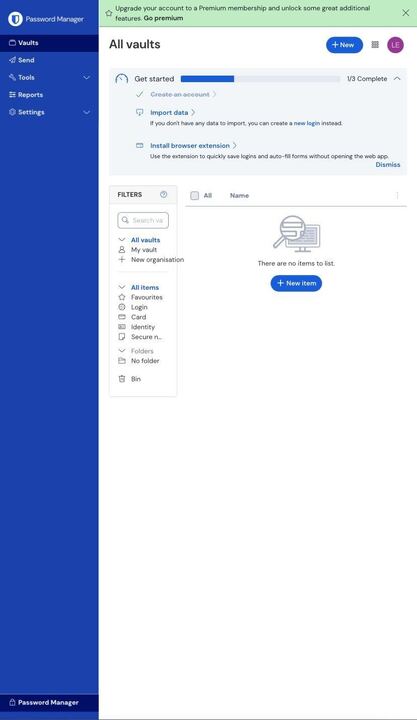 Password Manager
Vaults
Send
Tools
Reports
Settings
Password Manager
Upgrade your account to a Premium membership and unlock some great additional
features. Go premium
All vaults
New
LE
Get started
1/3 Complete
Create an account
Import data
If you don't have any data to import, you can create a new login instead.
Install browser extension
Use the extension to quickly save logins and auto-fill forms without opening the web app.
Dismiss
FILTERS
Search va
All vaults
My vault
New organisation
All items
Favourites
Login
Card
Identity
Secure n...
Folders
No folder
Bin
All Name
There are no items to list.
New item